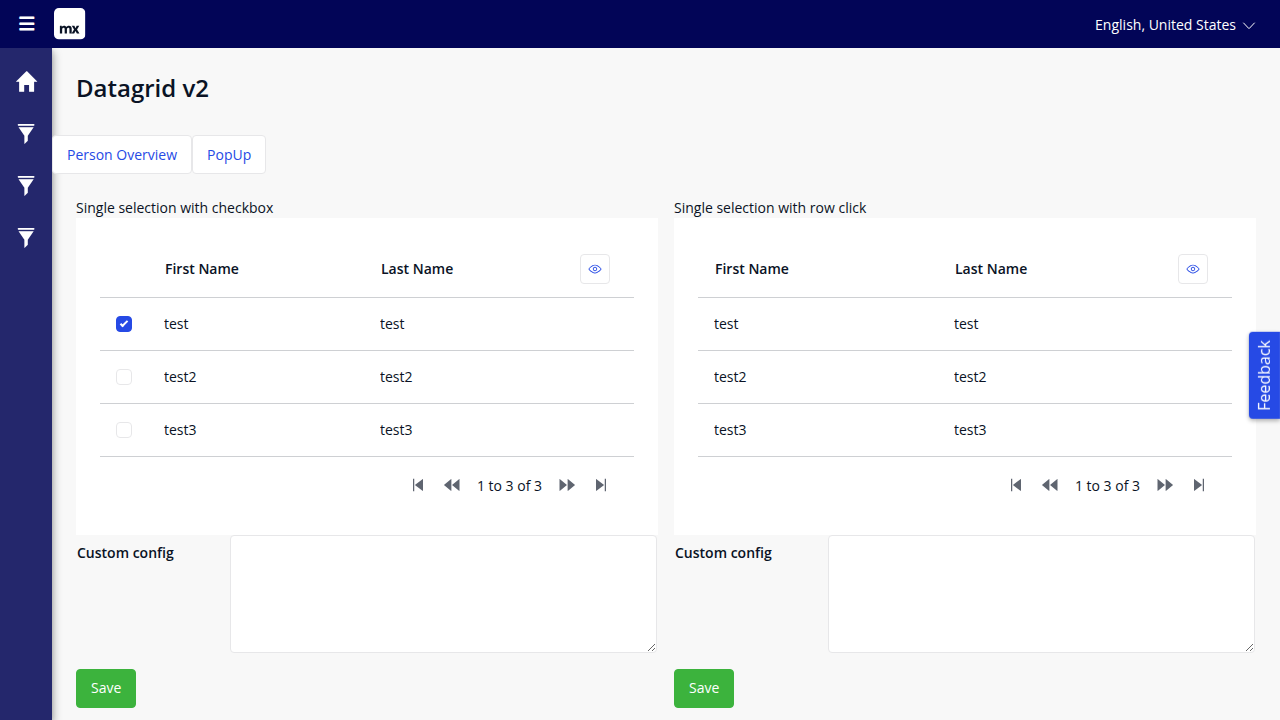 mx
English, United States
Datagrid v2
Person Overview
PopUp
Single selection with checkbox
First Name Last Name
test test
test2 test2
test3 test3
1 to 3 of 3
Custom config
Save
Single selection with row click
First Name Last Name
test test
test2 test2
test3 test3
1 to 3 of 3
Custom config
Save
Feedback